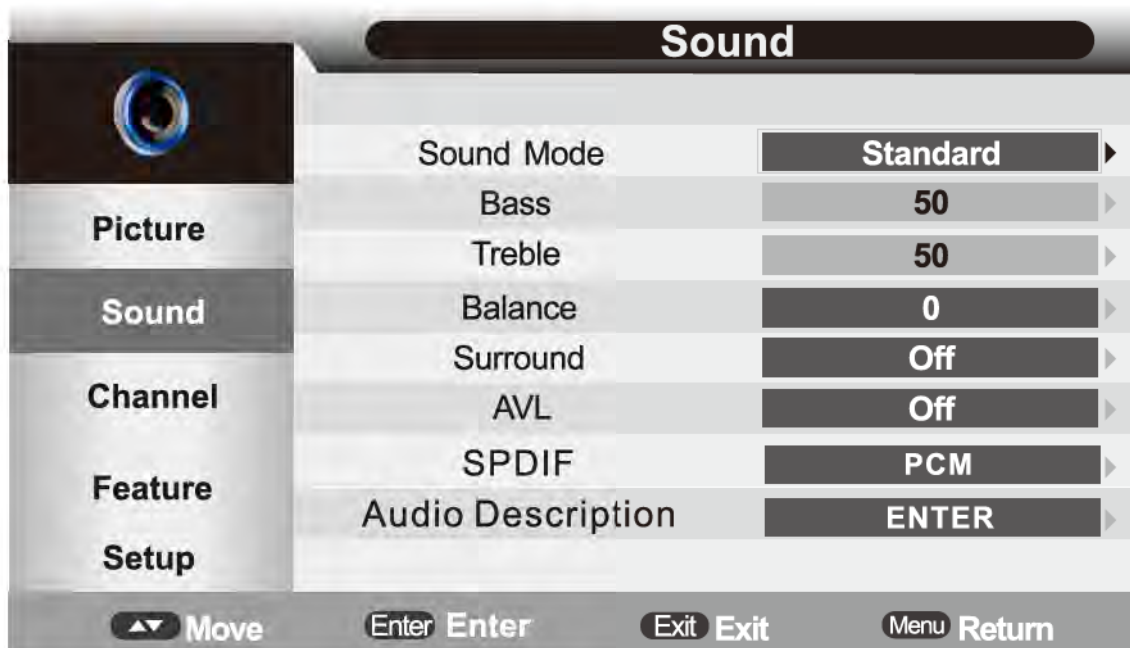 Sound
Picture
Sound
Channel
Feature
Setup
Sound Mode Standard
Bass 50
Treble 50
Balance 0
Surround Off
AVL Off
SPDIF PCM
Audio Description ENTER
Move Enter Enter Exit Exit Menu Return